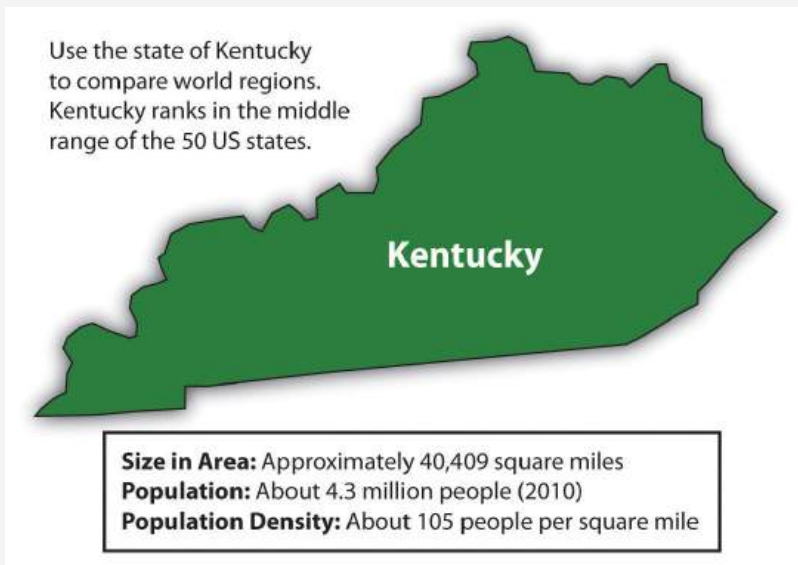 Use the state of Kentucky
to compare world regions.
Kentucky ranks in the middle
range of the 50 US states.
Kentucky
Size in Area: Approximately 40,409 square miles
Population: About 4.3 million people (2010)
Population Density: About 105 people per square mile